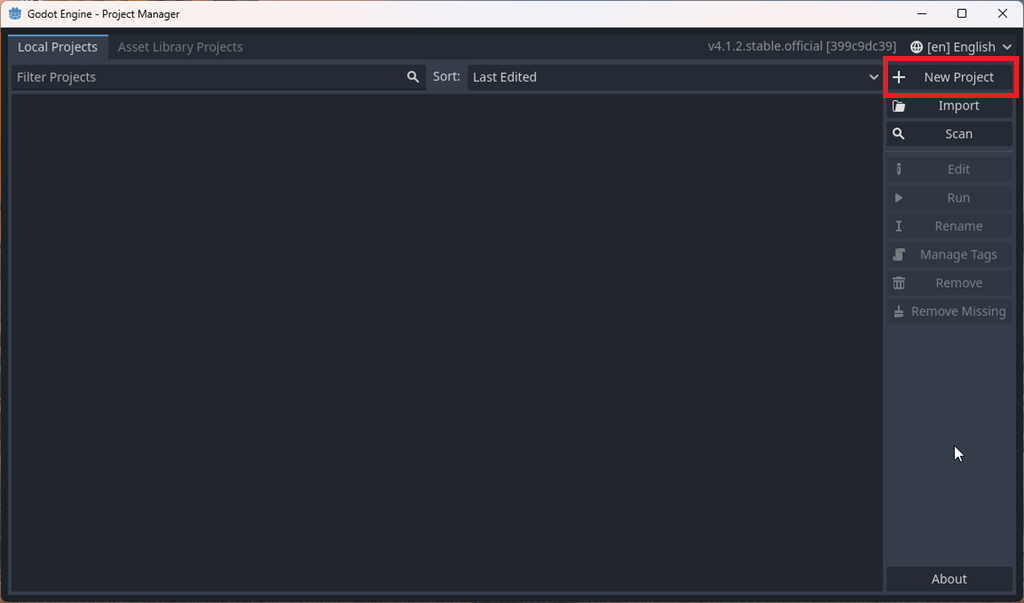 Godot Engine - Project Manager
Local Projects
Asset Library Projects
v4.1.2.stable.official [399c9dc39]
[en] English
Filter Projects
Sort:
Last Edited
New Project
Import
Scan
Edit
Run
Rename
Manage Tags
Remove
Remove Missing
About